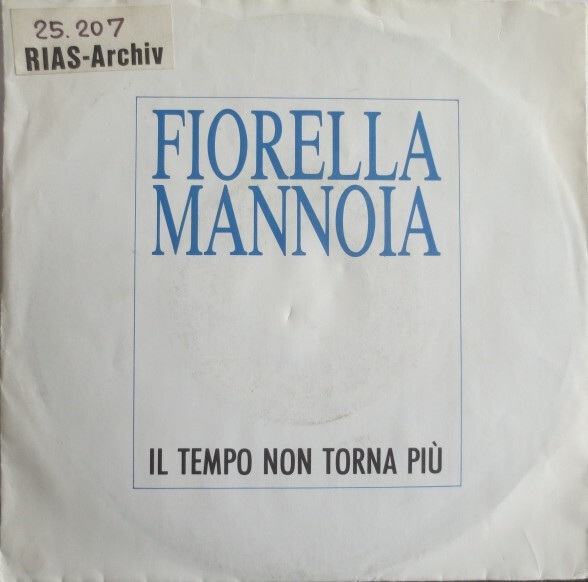 25.207
RIAS-Archiv
FIORELLA
MANNOIA
IL TEMPO NON TORNA PIÙ